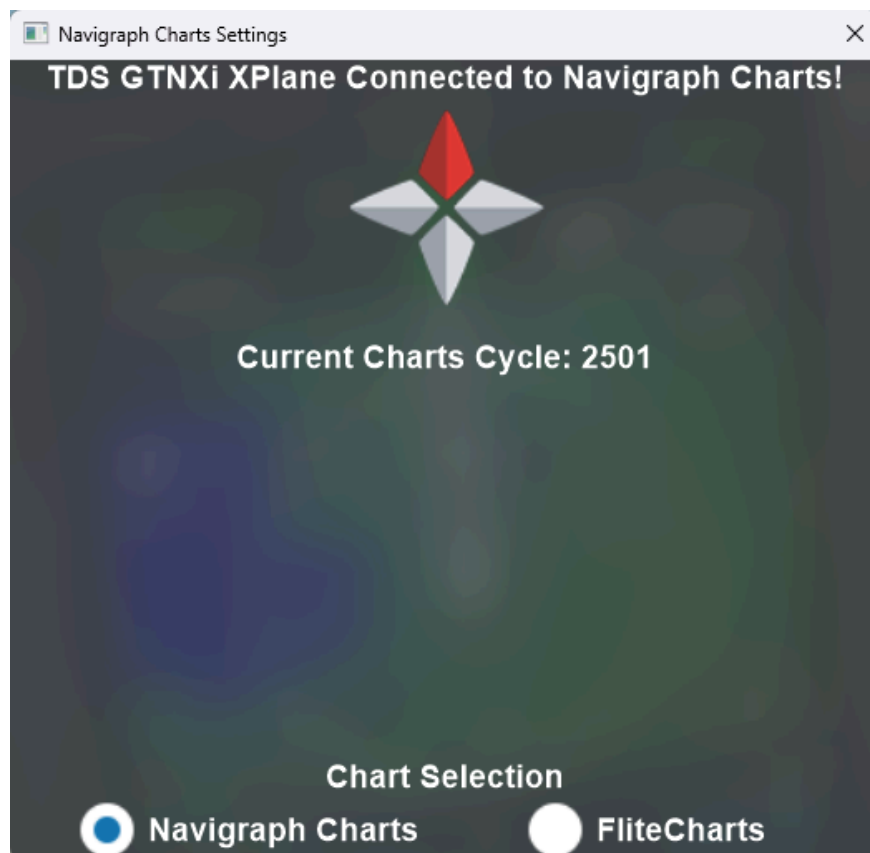 Navigraph Charts Settings
TDS GTNXi XPlane Connected to Navigraph Charts!
Current Charts Cycle: 2501
Chart Selection
Navigraph Charts FliteCharts